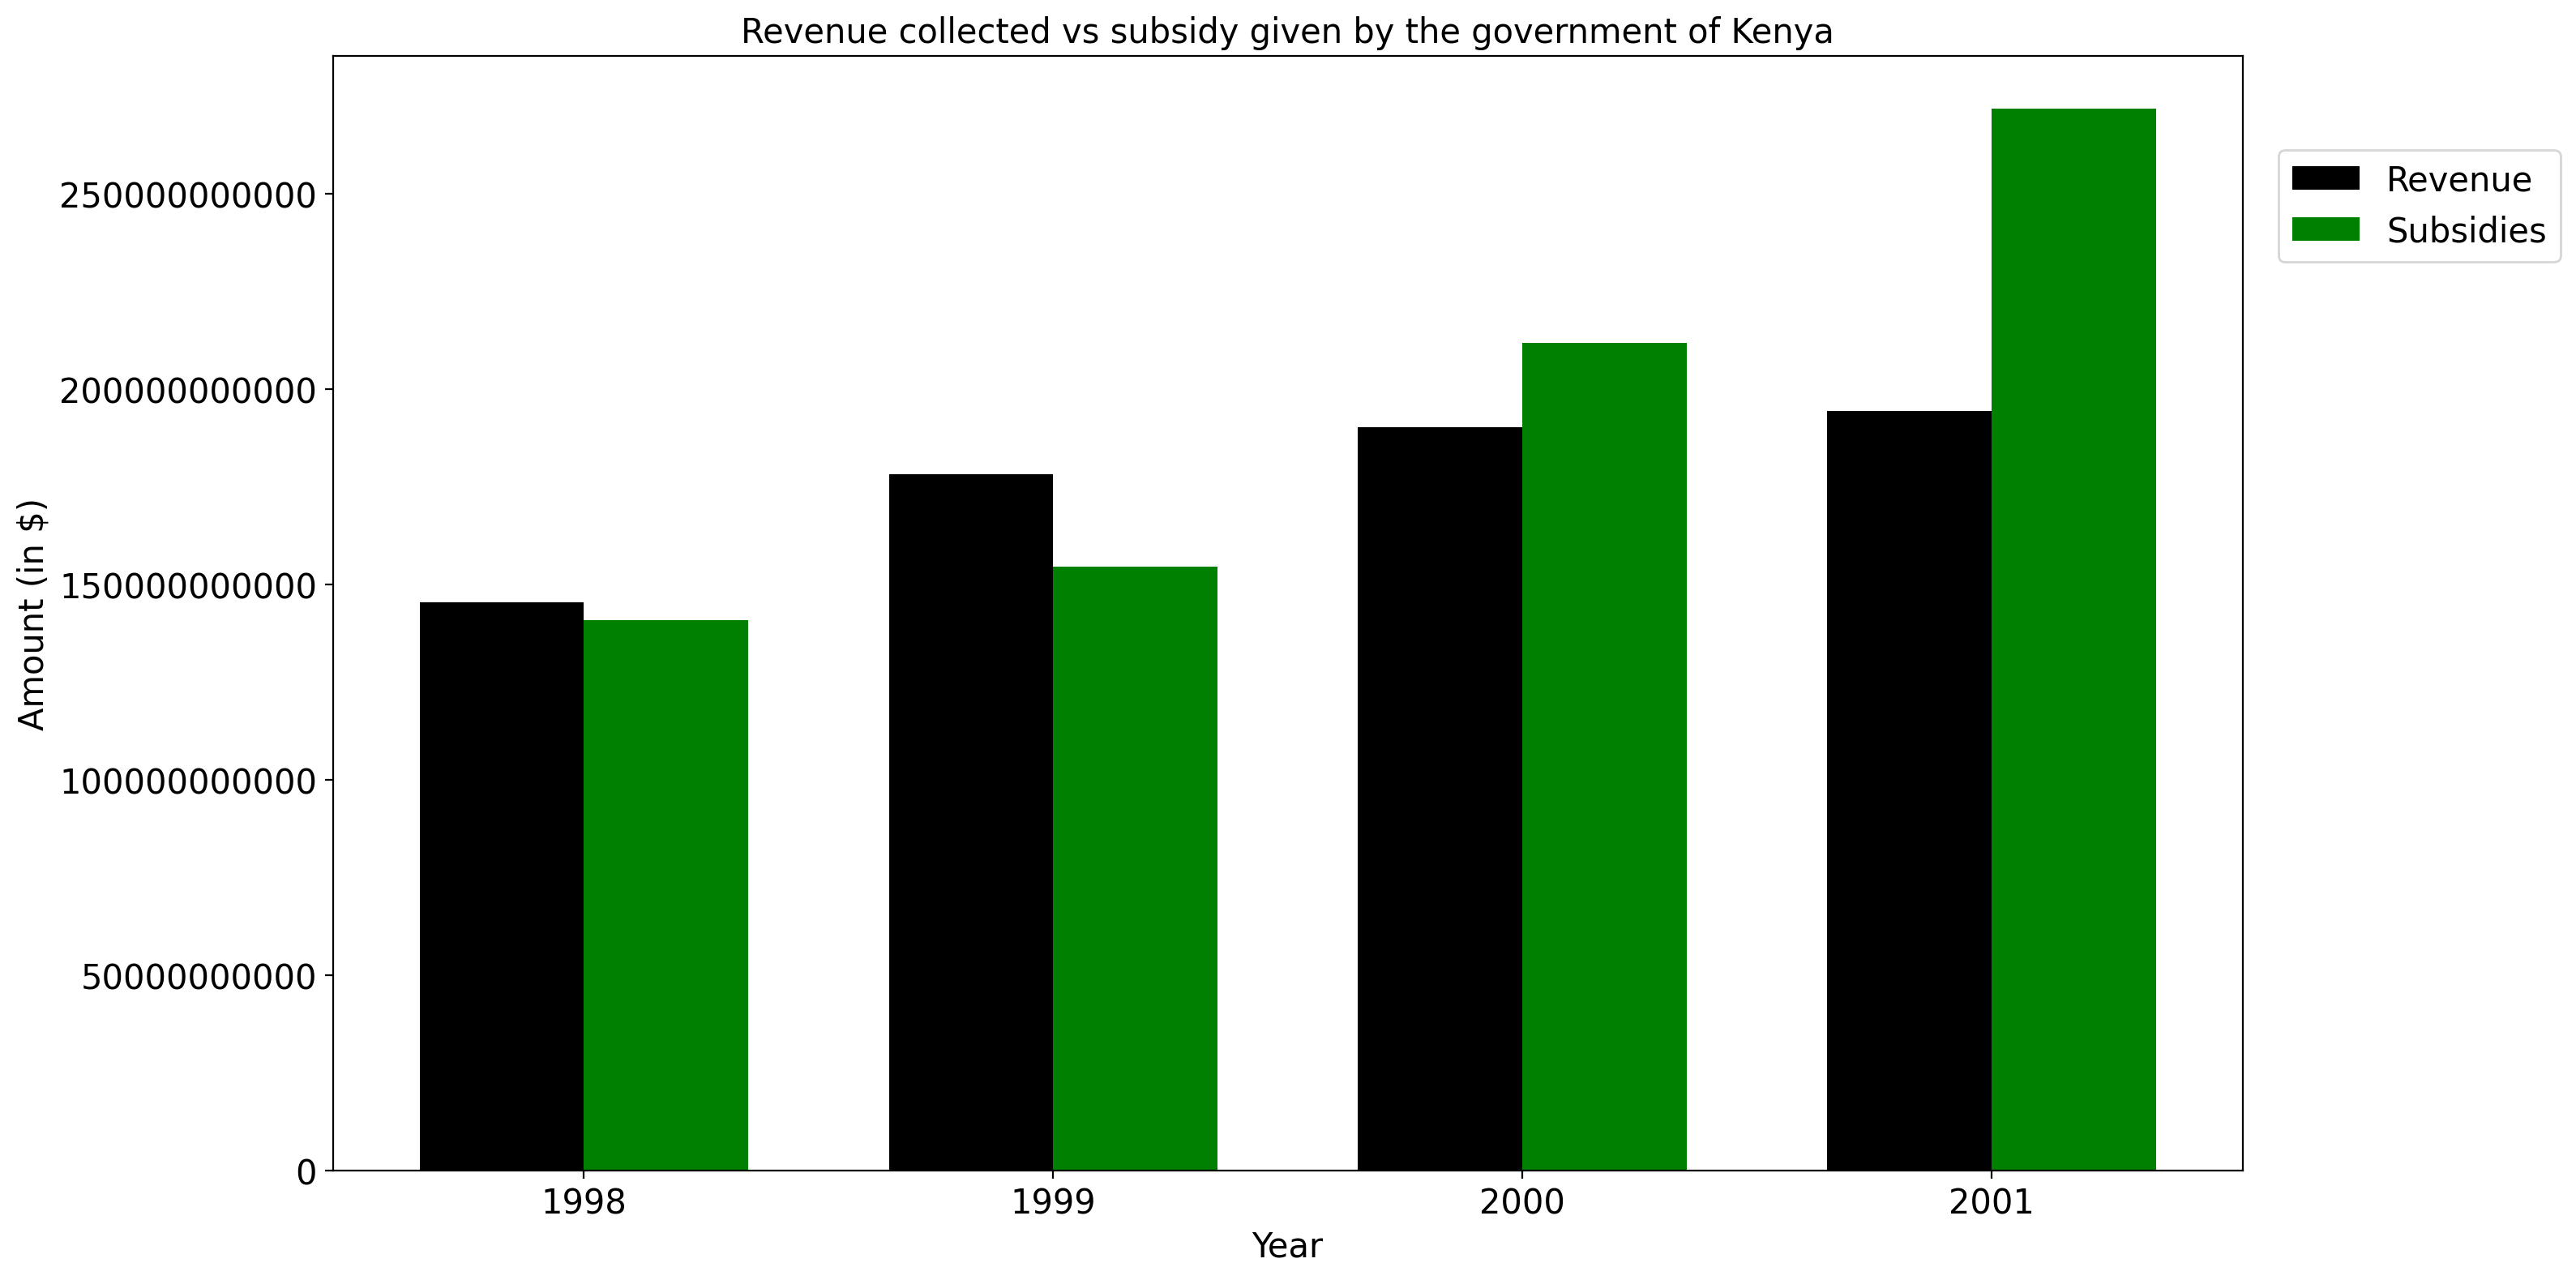 Revenue collected vs subsidy given by the government of Kenya
Amount (in $)
250000000000
200000000000
150000000000
100000000000
50000000000
0
1998
1999
2000
2001
Year
Revenue
Subsidies